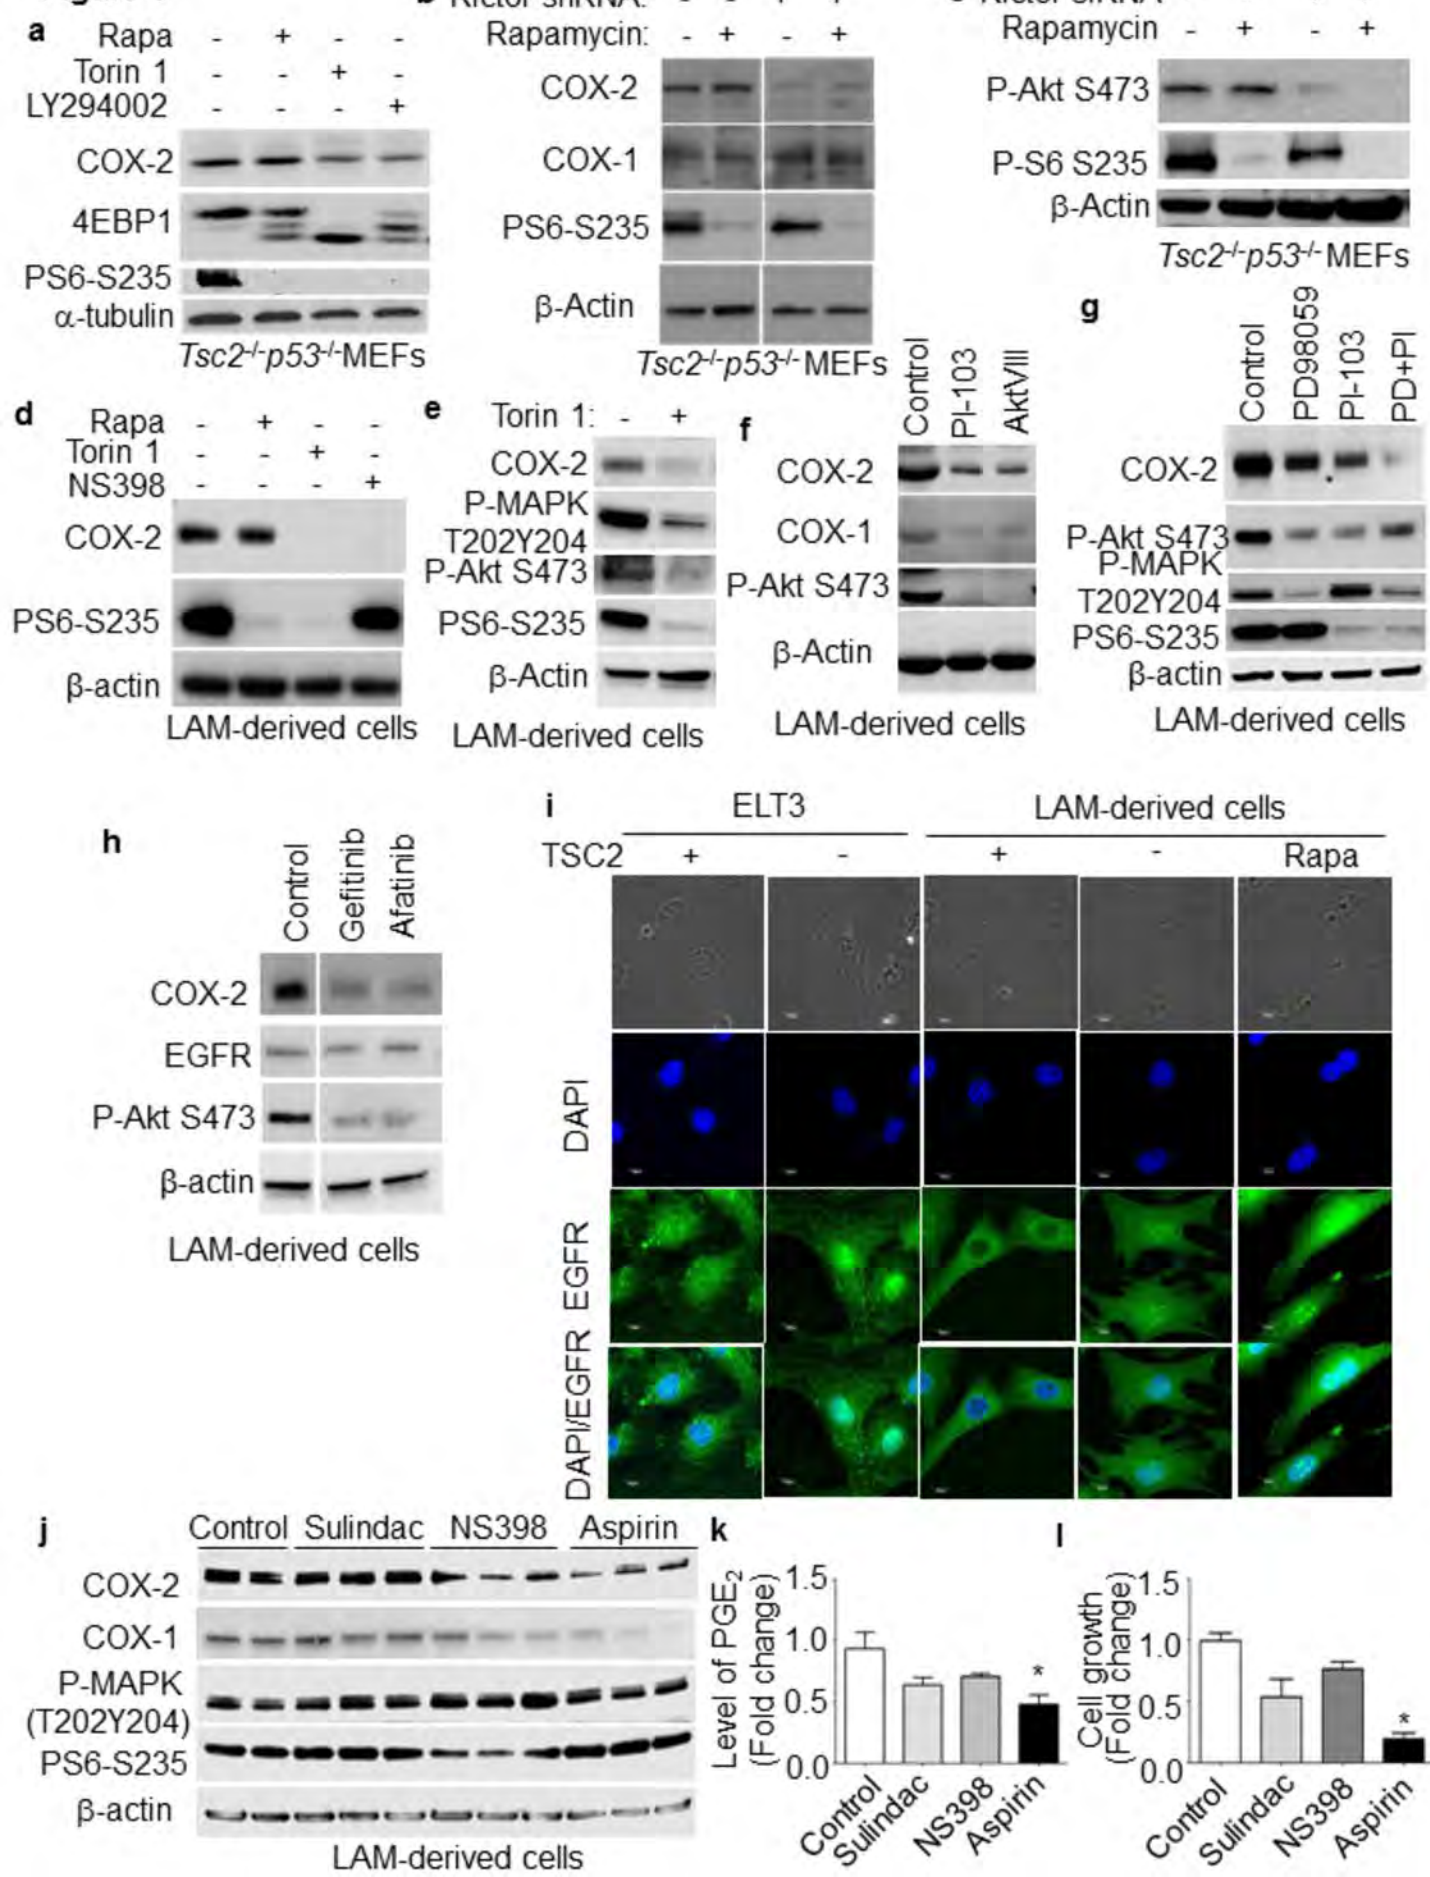 a
Rapa - + - -
Torin 1 - - + -
LY294002 - - - +
COX-2
4EBP1
PS6-S235
α-tubulin
Tsc2-/-p53-/-MEFs
Rapamycin: - + - +
COX-2
COX-1
PS6-S235
β-Actin
Tsc2-/-p53-/-MEFs
Rapamycin - + - +
P-Akt S473
P-S6 S235
β-Actin
Tsc2-/-p53-/-MEFs
d
Rapa - + - -
Torin 1 - - + -
NS398 - - - +
COX-2
PS6-S235
β-actin
LAM-derived cells
e
Torin 1: - +
COX-2
P-MAPK
T202Y204
P-Akt S473
PS6-S235
β-Actin
LAM-derived cells
f
Control PI-103 AktVIII
COX-2
COX-1
P-Akt S473
β-Actin
LAM-derived cells
g
Control PD98059 PI-103 PD+PI
COX-2
P-Akt S473
P-MAPK
T202Y204
PS6-S235
β-actin
LAM-derived cells
h
Control Gefitinib Afatinib
COX-2
EGFR
P-Akt S473
β-actin
LAM-derived cells
i
ELT3 LAM-derived cells
TSC2 + - + - Rapa
DAPI
EGFR
DAPI/EGFR
j
Control Sulindac NS398 Aspirin
COX-2
COX-1
P-MAPK
(T202Y204)
PS6-S235
β-actin
LAM-derived cells
k
Level of PGE2
(Fold change)
1.5
1.0
0.5
0.0
*
Control Sulindac NS398 Aspirin
l
Cell growth
(Fold change)
1.5
1.0
0.5
0.0
*
Control Sulindac NS398 Aspirin